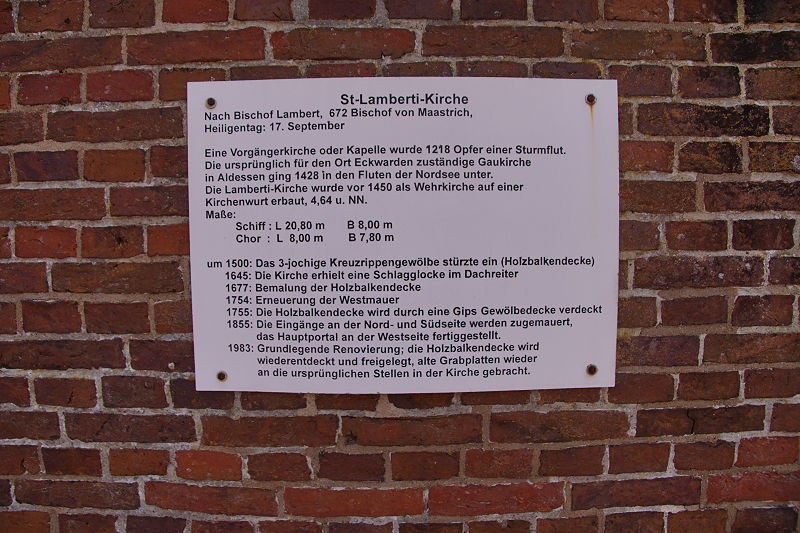 St-Lamberti-Kirche
Nach Bischof Lambert, 672 Bischof von Maastrich,
Heiligentag: 17. September
Eine Vorgängerkirche oder Kapelle wurde 1218 Opfer einer Sturmflut.
Die ursprünglich für den Ort Eckwarden zuständige Gaukirche
in Aldessen ging 1428 in den Fluten der Nordsee unter.
Die Lamberti-Kirche wurde vor 1450 als Wehrkirche auf einer
Kirchenwurt erbaut, 4,64 u. NN.
Maße:
Schiff : L 20,80 m B 8,00 m
Chor : L 8,00 m B 7,80 m
um 1500: Das 3-jochige Kreuzrippengewölbe stürzte ein (Holzbalkendecke)
1645: Die Kirche erhielt eine Schlagglocke im Dachreiter
1677: Bemalung der Holzbalkendecke
1754: Erneuerung der Westmauer
1755: Die Holzbalkendecke wird durch eine Gips Gewölbedecke verdeckt
1855: Die Eingänge an der Nord- und Südseite werden zugemauert,
das Hauptportal an der Westseite fertiggestellt.
1983: Grundlegende Renovierung; die Holzbalkendecke wird
wiederentdeckt und freigelegt, alte Grabplatten wieder
an die ursprünglichen Stellen in der Kirche gebracht.